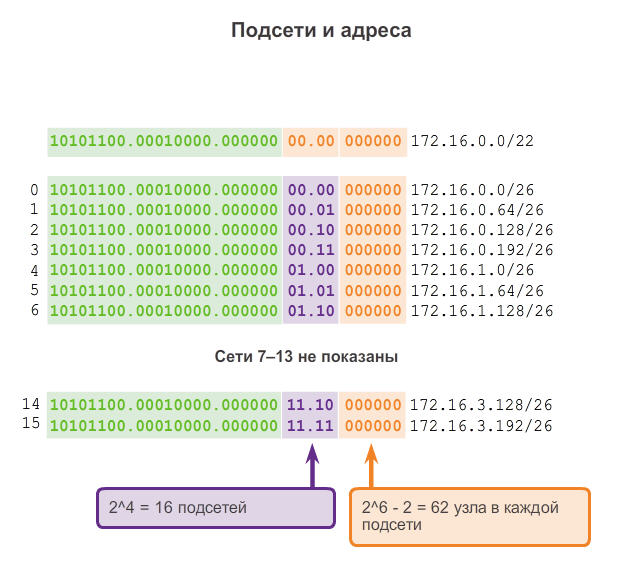 Подсети и адреса
10101100.00010000.000000 00.00 000000 172.16.0.0/22
0 10101100.00010000.000000 00.00 000000 172.16.0.0/26
1 10101100.00010000.000000 00.01 000000 172.16.0.64/26
2 10101100.00010000.000000 00.10 000000 172.16.0.128/26
3 10101100.00010000.000000 00.11 000000 172.16.0.192/26
4 10101100.00010000.000000 01.00 000000 172.16.1.0/26
5 10101100.00010000.000000 01.01 000000 172.16.1.64/26
6 10101100.00010000.000000 01.10 000000 172.16.1.128/26
Сети 7–13 не показаны
14 10101100.00010000.000000 11.10 000000 172.16.3.128/26
15 10101100.00010000.000000 11.11 000000 172.16.3.192/26
2^4 = 16 подсетей
2^6 - 2 = 62 узла в каждой
подсети